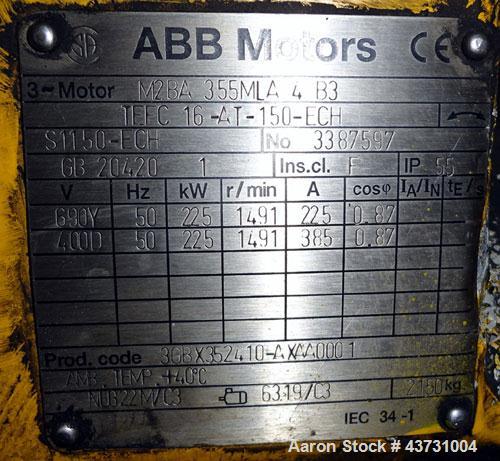 ABB Motors CE
3~Motor M2BA 355MLA 4 B3
TEFC 16-AT-150-ECH
S1150-ECH No 3387597
GB 20420 1 Ins.cl. F IP 55
V Hz kW r/min A cosφ IA/IN tE/s
690Y 50 225 1491 225 0.87
400D 50 225 1491 385 0.87
Prod. code 3GBX352410-AXAA0001
AMB. TEMP. +40°C
NU322M/C3 6319/C3 2150kg
IEC 34-1
Aaron Stock # 43731004